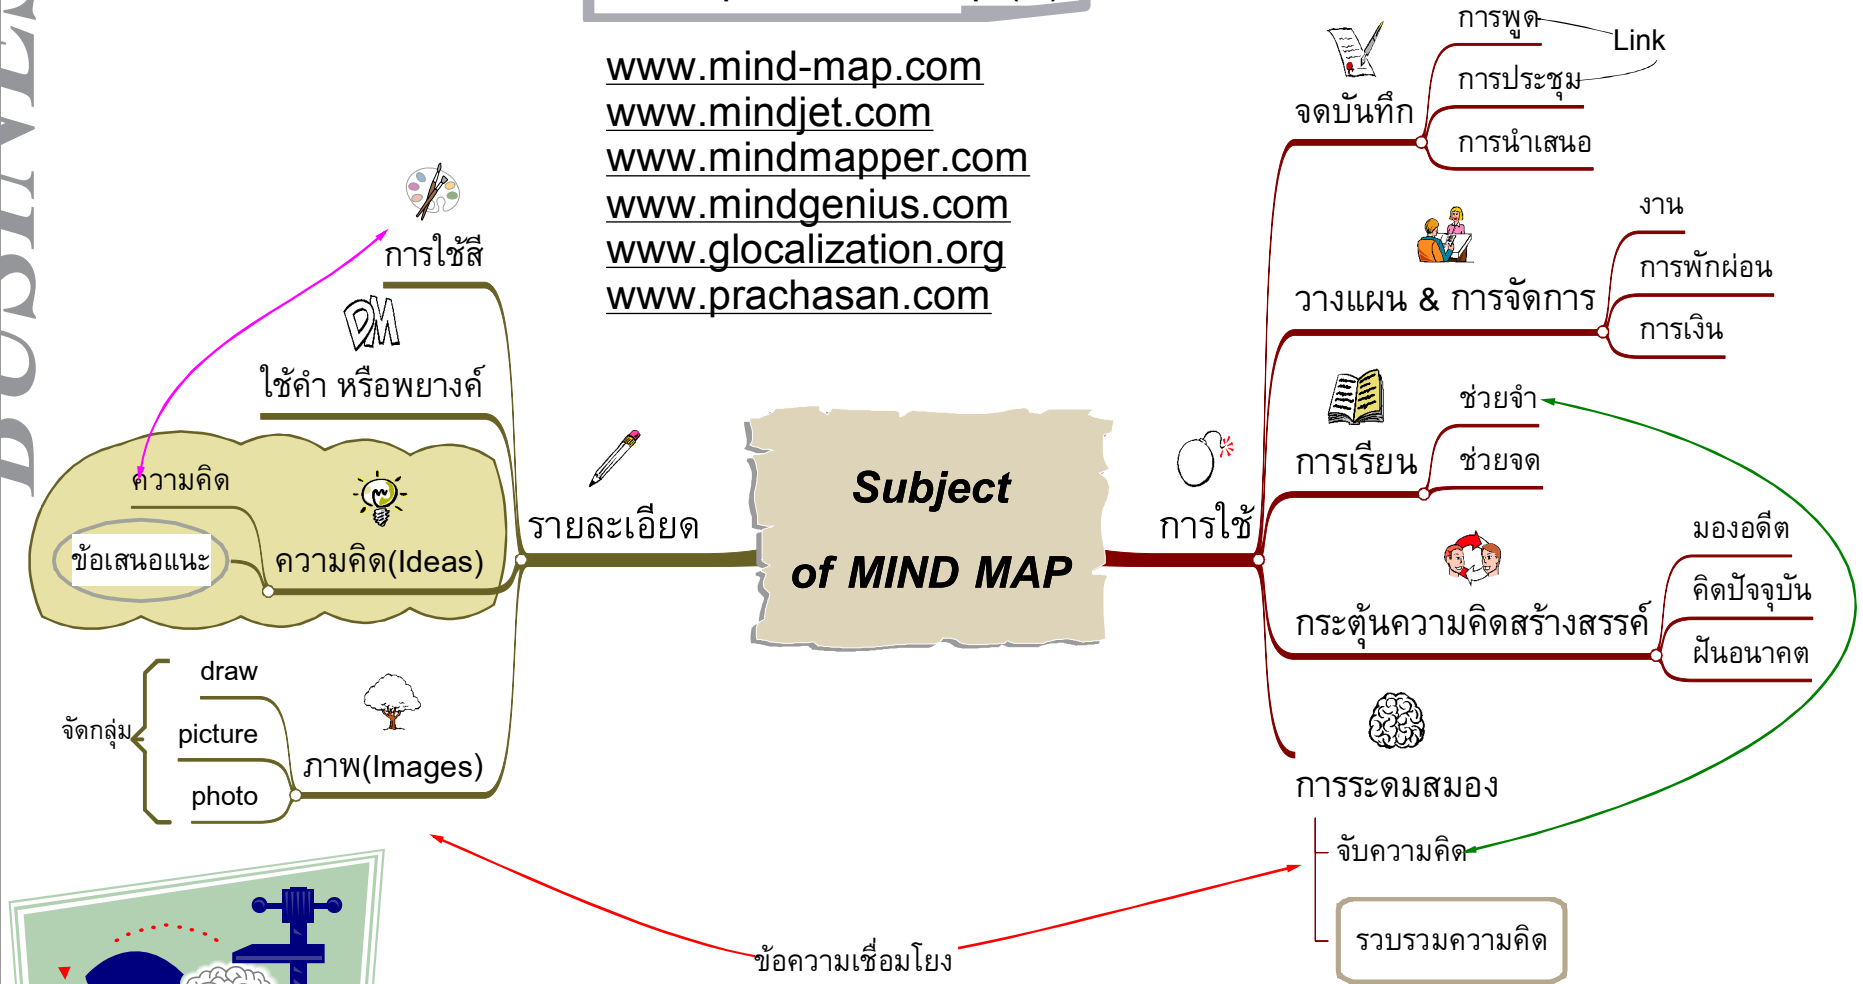 BUSINES
www.mind-map.com
www.mindjet.com
www.mindmapper.com
www.mindgenius.com
www.glocalization.org
www.prachasan.com
Subject
of MIND MAP
การใช้
จดบันทึก
การพูด
การประชุม
การนำเสนอ
Link
วางแผน & การจัดการ
งาน
การพักผ่อน
การเงิน
การเรียน
ช่วยจำ
ช่วยจด
กระตุ้นความคิดสร้างสรรค์
มองอดีต
คิดปัจจุบัน
ฝันอนาคต
การระดมสมอง
จับความคิด
รวบรวมความคิด
รายละเอียด
การใช้สี
DM
ใช้คำ หรือพยางค์
ความคิด(Ideas)
ความคิด
ข้อเสนอแนะ
ภาพ(Images)
draw
picture
photo
จัดกลุ่ม
ข้อความเชื่อมโยง